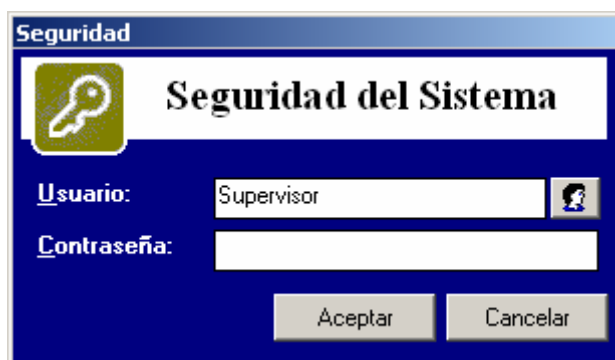 Seguridad
Seguridad del Sistema
Usuario:
Supervisor
Contraseña:
Aceptar
Cancelar